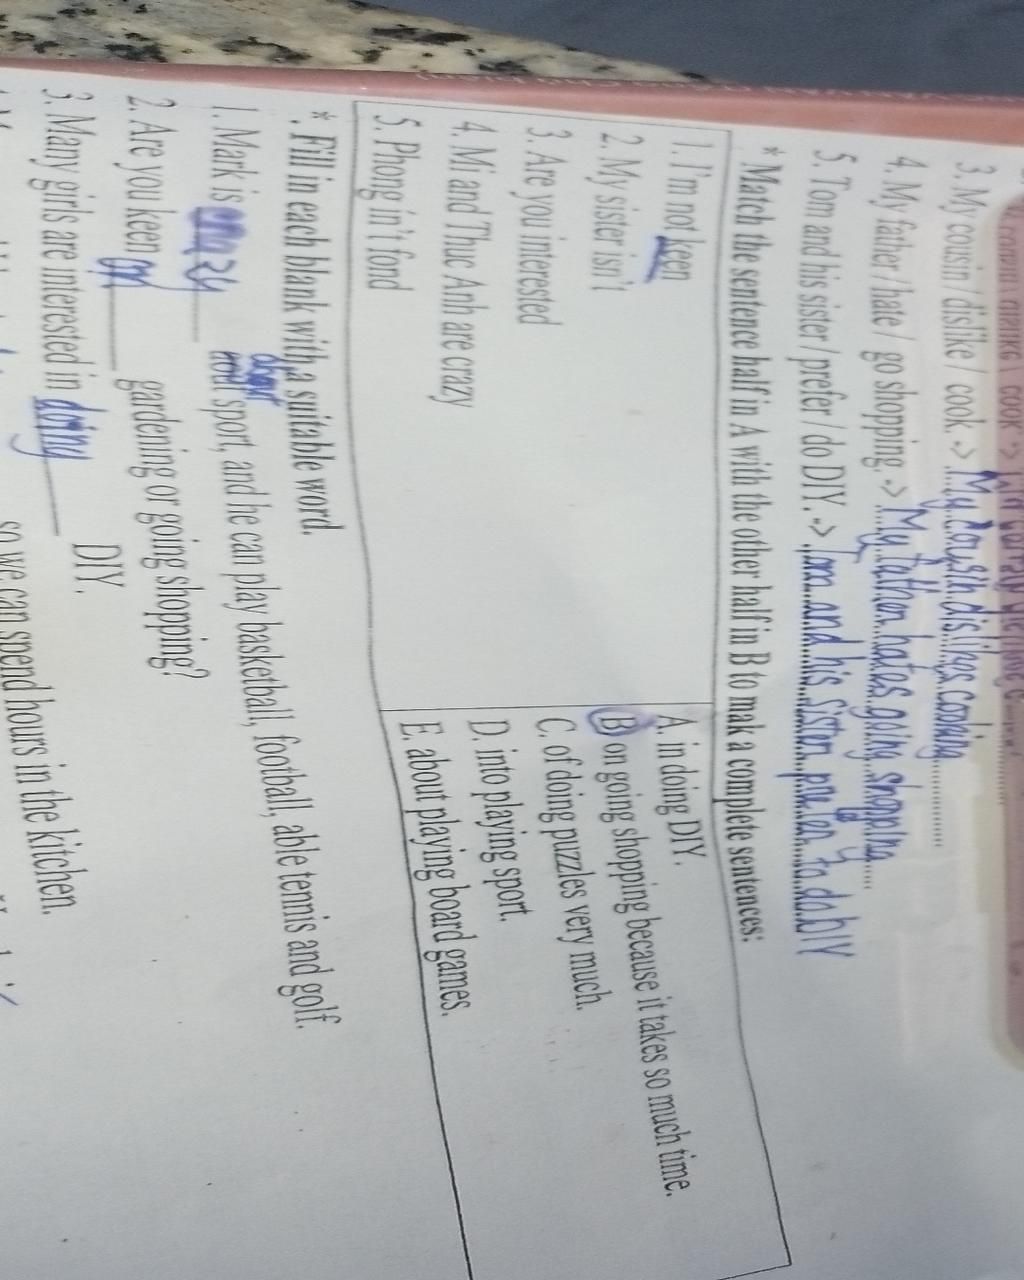 3. My cousin / dislike / cook -> My cousin dislikes cooking
4. My father / hate / go shopping. -> My father hates going shopping
5. Tom and his sister / prefer / do DIY. -> Tom and his sister prefer to do DIY
* Match the sentence half in A with the other half in B to make a complete sentences:
1. I'm not keen
2. My sister isn't
3. Are you interested
4. Mi and Thuc Anh are crazy
5. Phong in't fond
A. in doing DIY.
B on going shopping because it takes so much time.
C. of doing puzzles very much.
D. into playing sport.
E. about playing board games.
*. Fill in each blank with a suitable word.
about
1. Mark is crazy sport, and he can play basketball, football, able tennis and golf.
2. Are you keen on gardening or going shopping?
3. Many girls are interested in doing DIY.
so we can spend hours in the kitchen.